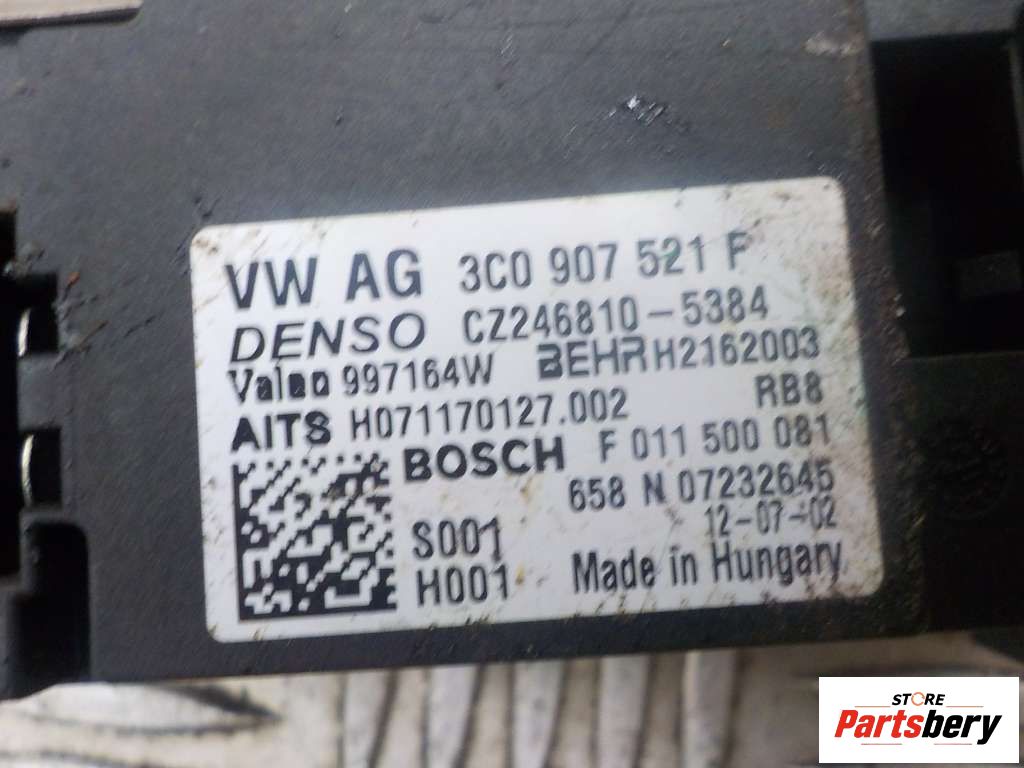 VW AG 3C0 907 521 F
DENSO CZ246810-5384
Valeo 997164W BEHR H2162003
AITS H071170127.002 RB8
BOSCH F 011 500 081
658 N 07232645
S001 12-07-02
H001 Made in Hungary
STORE
Partsbery